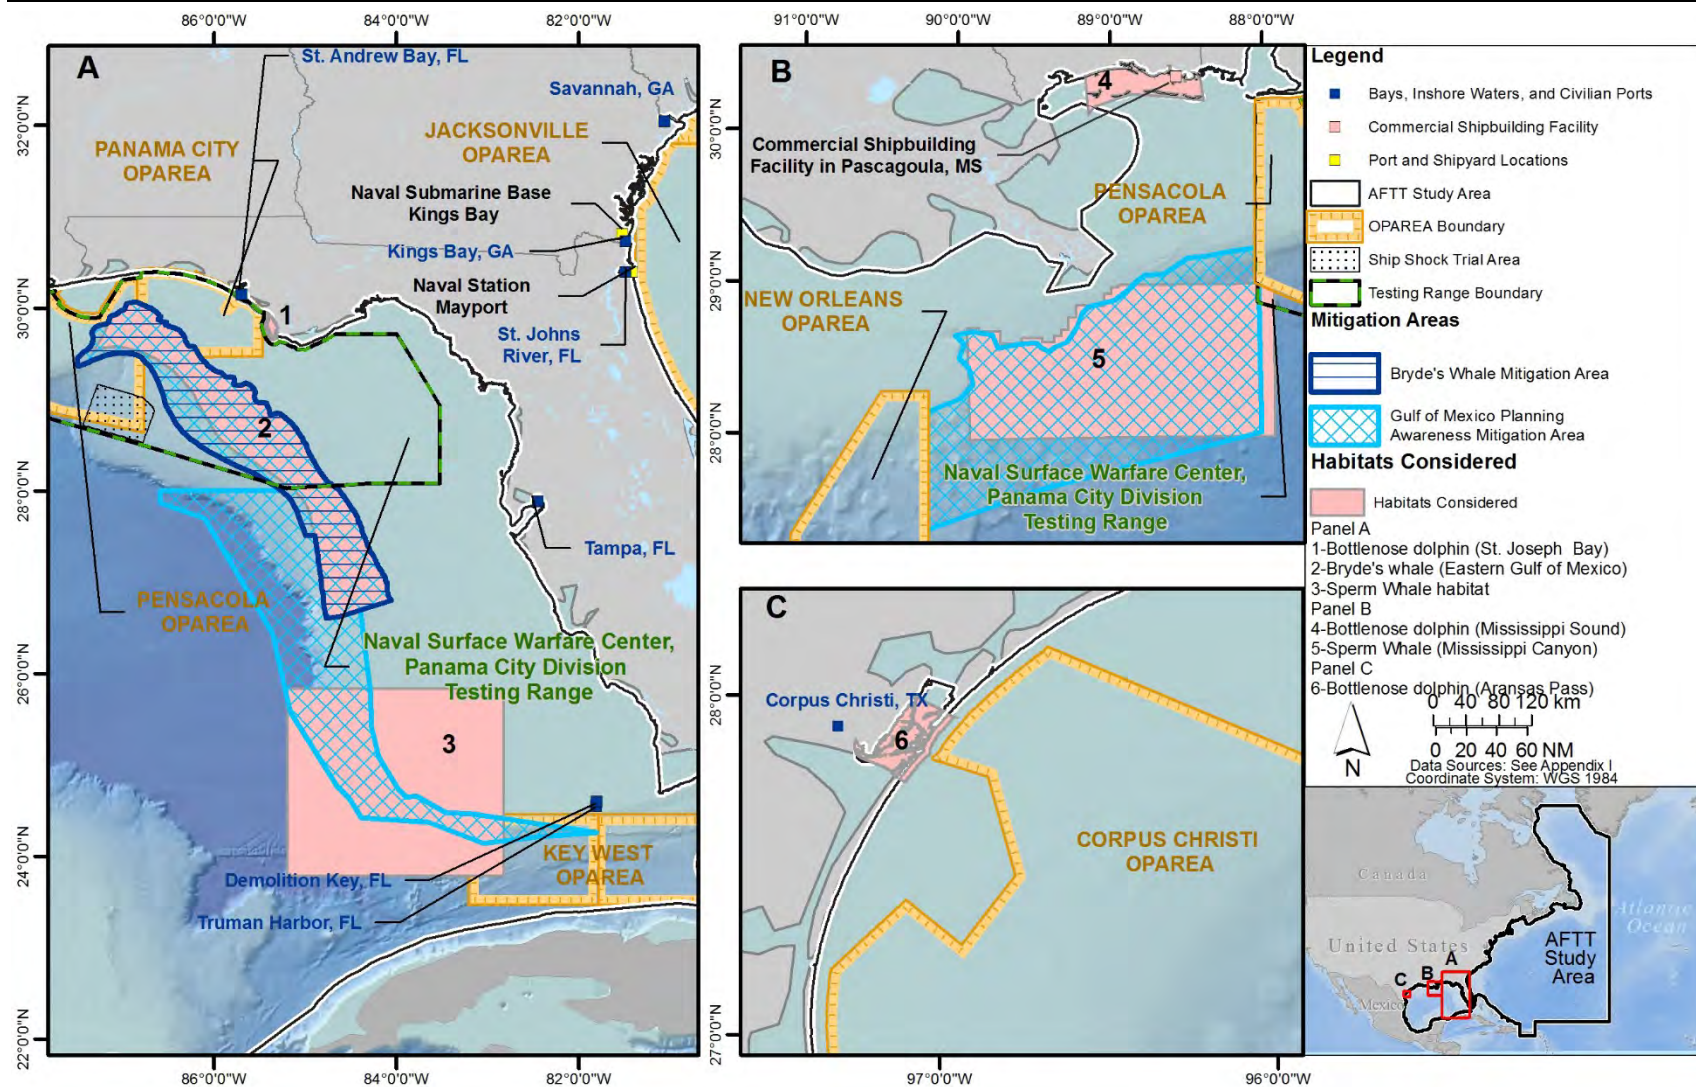 86°0'0"W
84°0'0"W
82°0'0"W
32°0'0"N
30°0'0"N
28°0'0"N
26°0'0"N
24°0'0"N
22°0'0"N
A
St. Andrew Bay, FL
Savannah, GA
PANAMA CITY
OPAREA
JACKSONVILLE
OPAREA
Naval Submarine Base
Kings Bay
Kings Bay, GA
Naval Station
Mayport
St. Johns
River, FL
1
2
Tampa, FL
PENSACOLA
OPAREA
Naval Surface Warfare Center,
Panama City Division
Testing Range
3
KEY WEST
OPAREA
Demolition Key, FL
Truman Harbor, FL
86°0'0"W
84°0'0"W
82°0'0"W
91°0'0"W
90°0'0"W
89°0'0"W
88°0'0"W
30°0'0"N
29°0'0"N
28°0'0"N
B
4
Commercial Shipbuilding
Facility in Pascagoula, MS
PENSACOLA
OPAREA
NEW ORLEANS
OPAREA
5
Naval Surface Warfare Center,
Panama City Division
Testing Range
28°0'0"N
27°0'0"N
C
Corpus Christi, TX
6
CORPUS CHRISTI
OPAREA
97°0'0"W
96°0'0"W
Legend
Bays, Inshore Waters, and Civilian Ports
Commercial Shipbuilding Facility
Port and Shipyard Locations
AFTT Study Area
OPAREA Boundary
Ship Shock Trial Area
Testing Range Boundary
Mitigation Areas
Bryde's Whale Mitigation Area
Gulf of Mexico Planning
Awareness Mitigation Area
Habitats Considered
Habitats Considered
Panel A
1-Bottlenose dolphin (St. Joseph Bay)
2-Bryde's whale (Eastern Gulf of Mexico)
3-Sperm Whale habitat
Panel B
4-Bottlenose dolphin (Mississippi Sound)
5-Sperm Whale (Mississippi Canyon)
Panel C
6-Bottlenose dolphin (Aransas Pass)
0 40 80 120 km
0 20 40 60 NM
N
Data Sources: See Appendix I
Coordinate System: WGS 1984
Canada
United States
Atlantic
Ocean
AFTT
Study
Area
A
B
C
Mexico